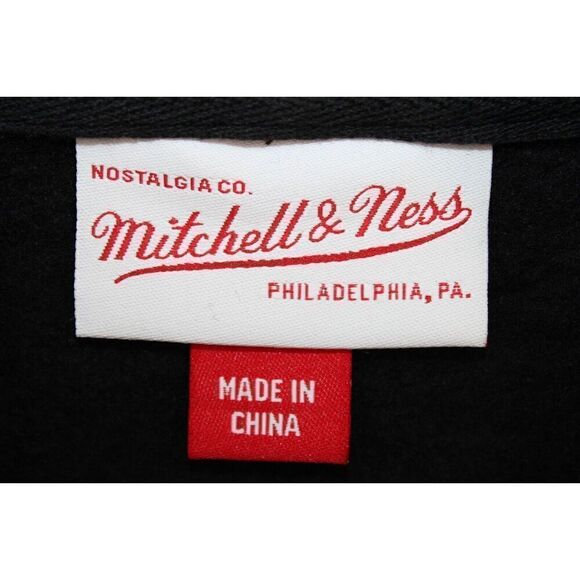 NOSTALGIA CO.
Mitchell & Ness
PHILADELPHIA, PA.
MADE IN
CHINA